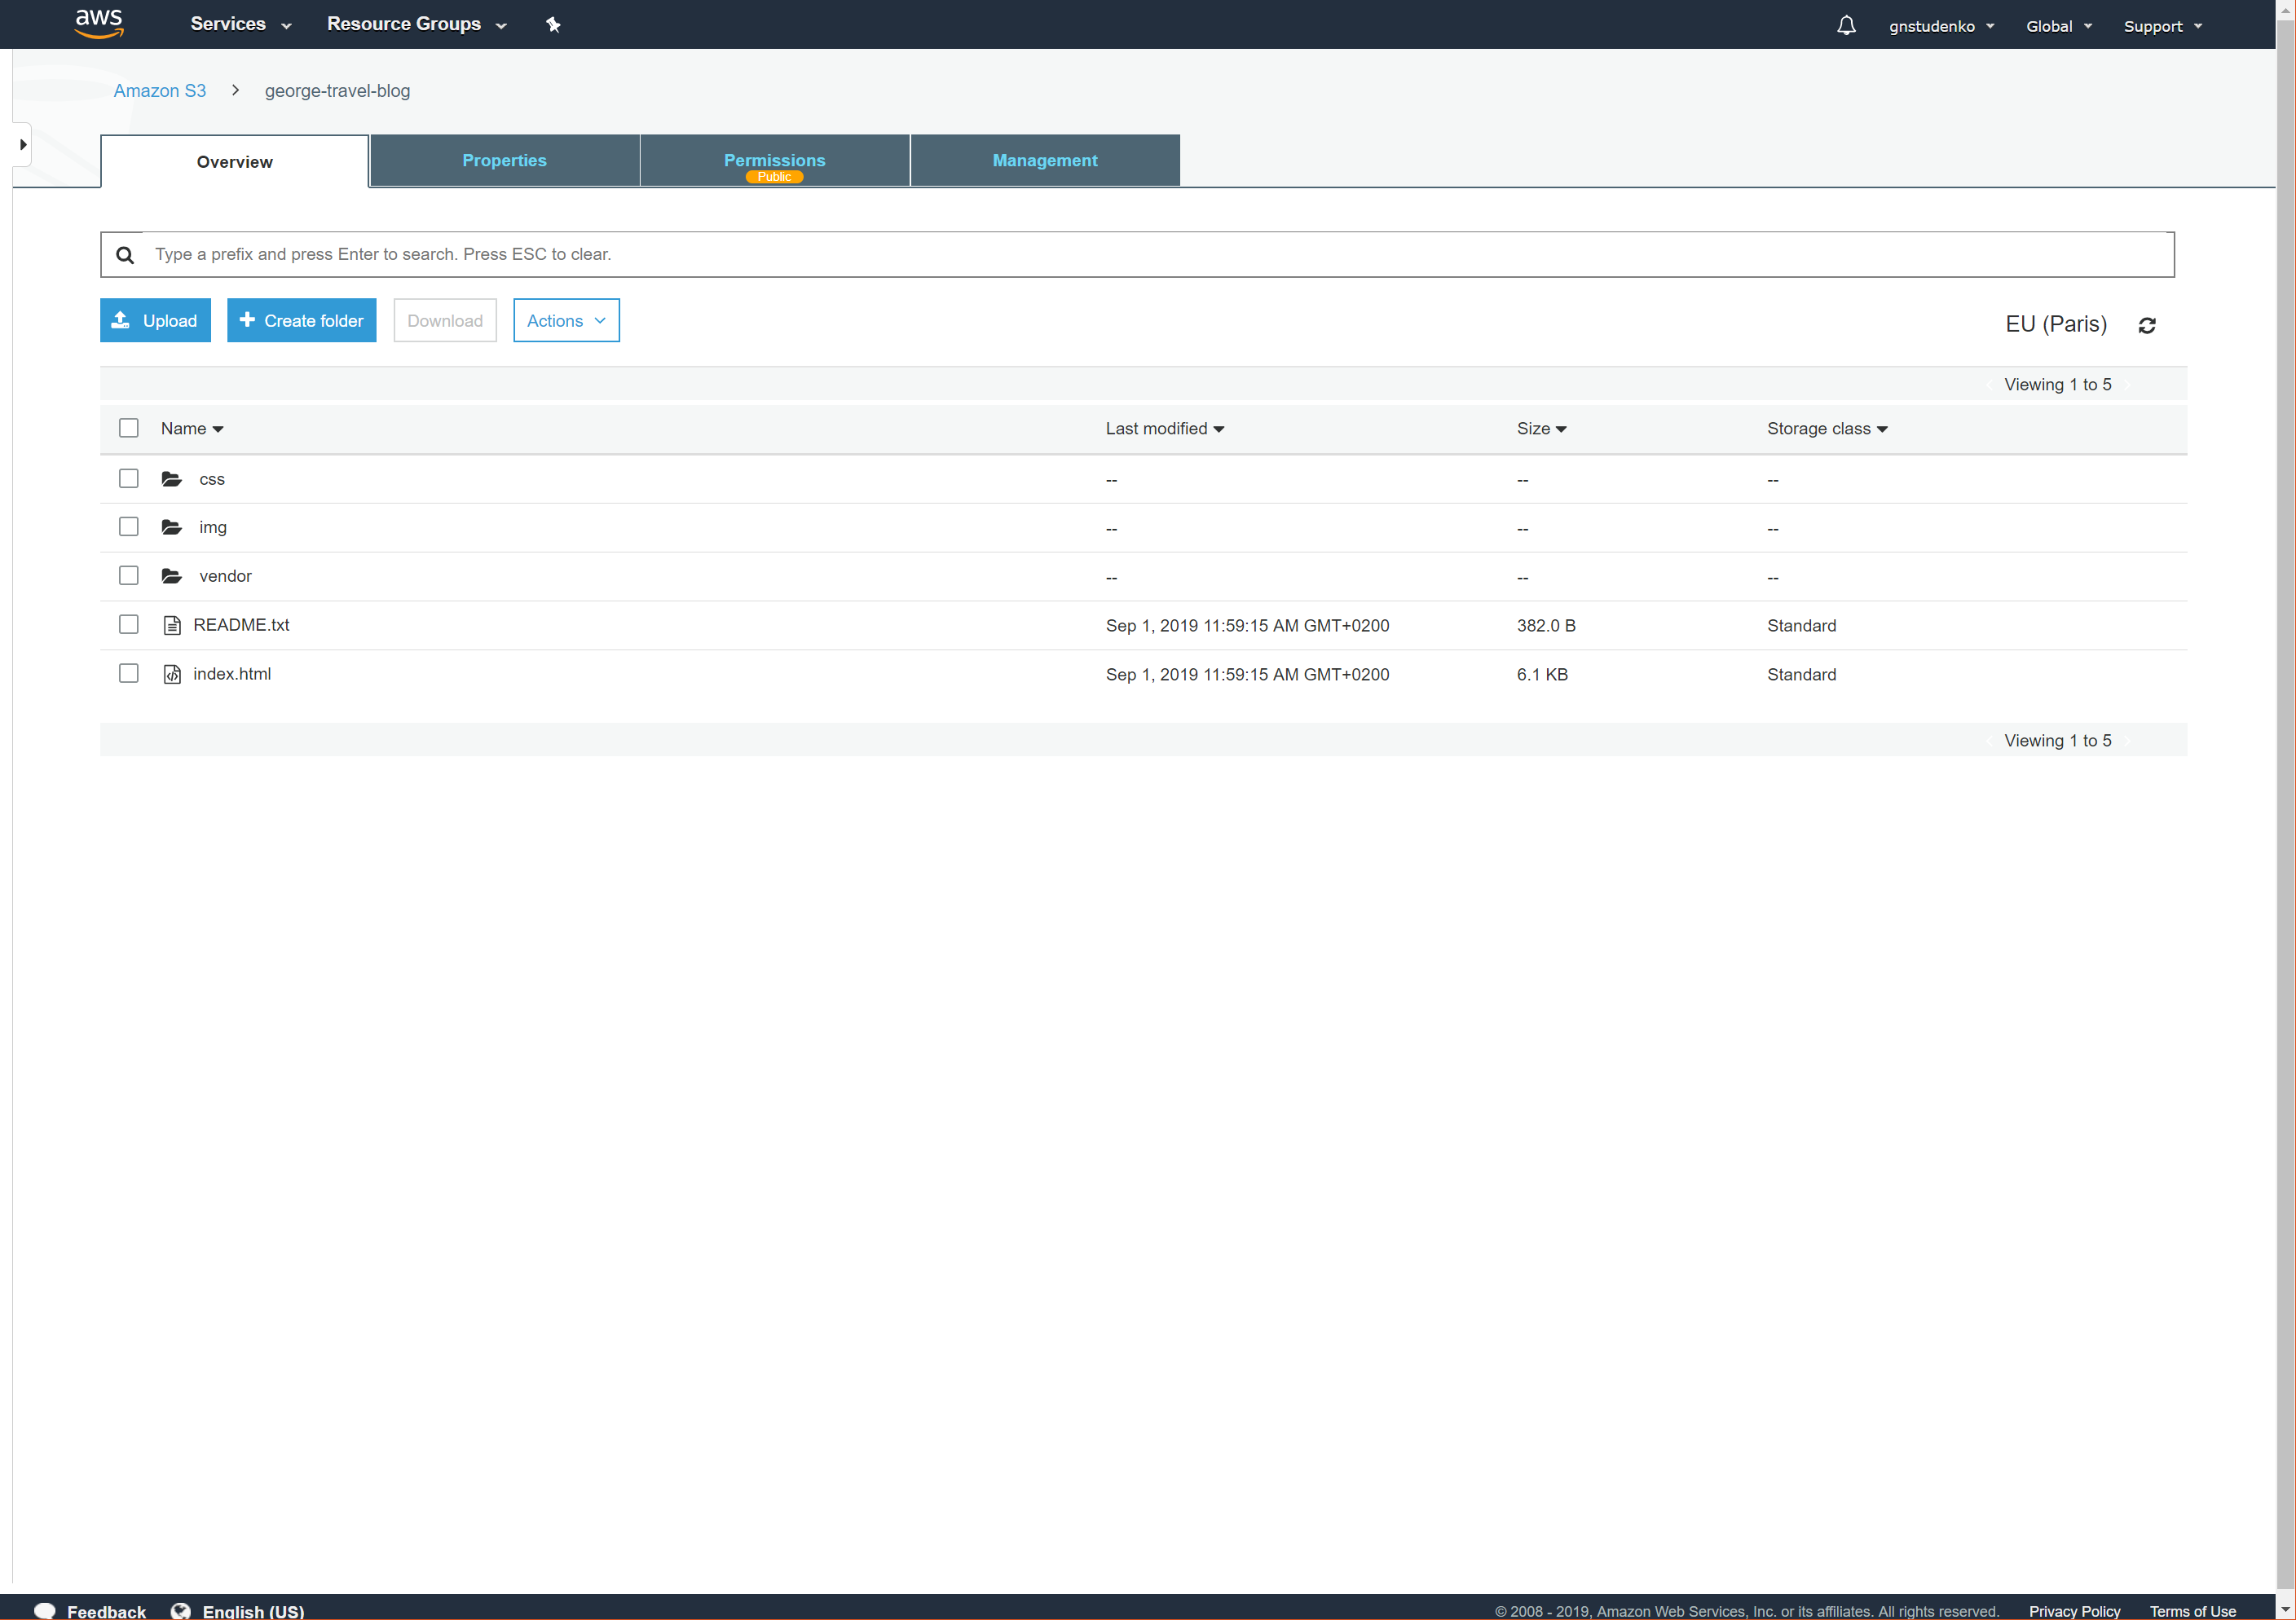 aws Services Resource Groups gnstudenko Global Support
Amazon S3 > george-travel-blog
Overview Properties Permissions Management
Public
Type a prefix and press Enter to search. Press ESC to clear.
Upload Create folder Download Actions EU (Paris)
Viewing 1 to 5
Name Last modified Size Storage class
css -- -- --
img -- -- --
vendor -- -- --
README.txt Sep 1, 2019 11:59:15 AM GMT+0200 382.0 B Standard
index.html Sep 1, 2019 11:59:15 AM GMT+0200 6.1 KB Standard
Viewing 1 to 5
Feedback English (US) © 2008 - 2019, Amazon Web Services, Inc. or its affiliates. All rights reserved. Privacy Policy Terms of Use